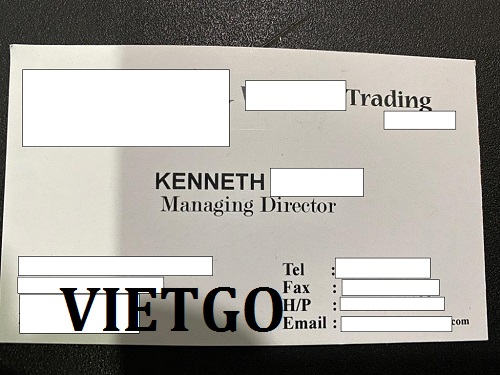 Trading
KENNETH
Managing Director
Tel :
Fax :
H/P :
Email : com
VIETGO